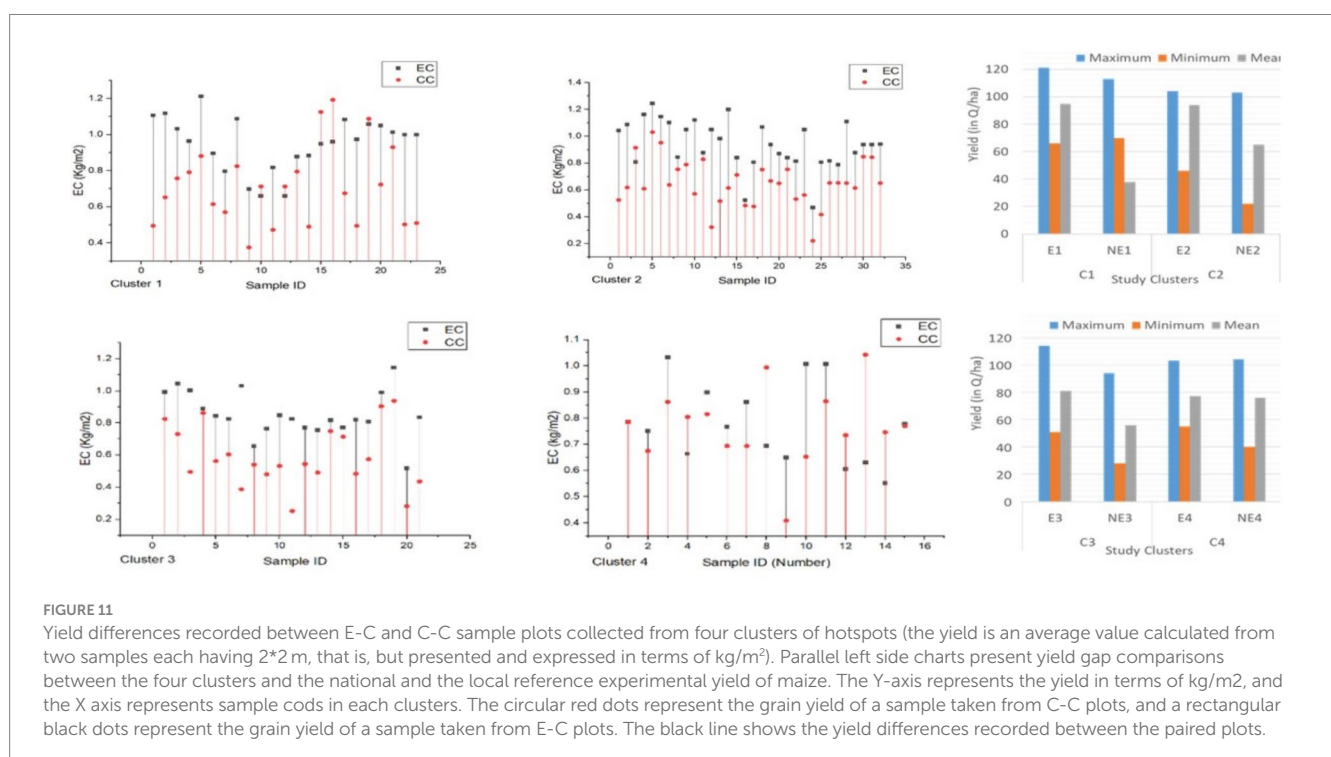 EC
CC
1.2
1.0
0.8
0.6
0.4
EC (Kg/m2)
0 5 10 15 20 25
Cluster 1 Sample ID
EC
CC
1.4
1.2
1.0
0.8
0.6
0.4
0.2
EC (Kg/m2)
0 5 10 15 20 25 30 35
Cluster 2 Sample ID
Maximum Minimum Mean
120
100
80
60
40
20
0
Yield (in Q/ha)
E1 NE1 E2 NE2
C1 C2
Study Clusters
EC
CC
1.2
1.0
0.8
0.6
0.4
0.2
EC (Kg/m2)
0 5 10 15 20 25
Cluster 3 Sample ID
EC
CC
1.1
1.0
0.9
0.8
0.7
0.6
0.5
0.4
EC (kg/m2)
0 2 4 6 8 10 12 14 16
Cluster 4 Sample ID (Number)
Maximum Minimum Mean
120
100
80
60
40
20
0
Yield (in Q/ha)
E3 NE3 E4 NE4
C3 C4
Study Clusters
FIGURE 11
Yield differences recorded between E-C and C-C sample plots collected from four clusters of hotspots (the yield is an average value calculated from
two samples each having 2*2 m, that is, but presented and expressed in terms of kg/m²). Parallel left side charts present yield gap comparisons
between the four clusters and the national and the local reference experimental yield of maize. The Y-axis represents the yield in terms of kg/m2, and
the X axis represents sample cods in each clusters. The circular red dots represent the grain yield of a sample taken from C-C plots, and a rectangular
black dots represent the grain yield of a sample taken from E-C plots. The black line shows the yield differences recorded between the paired plots.